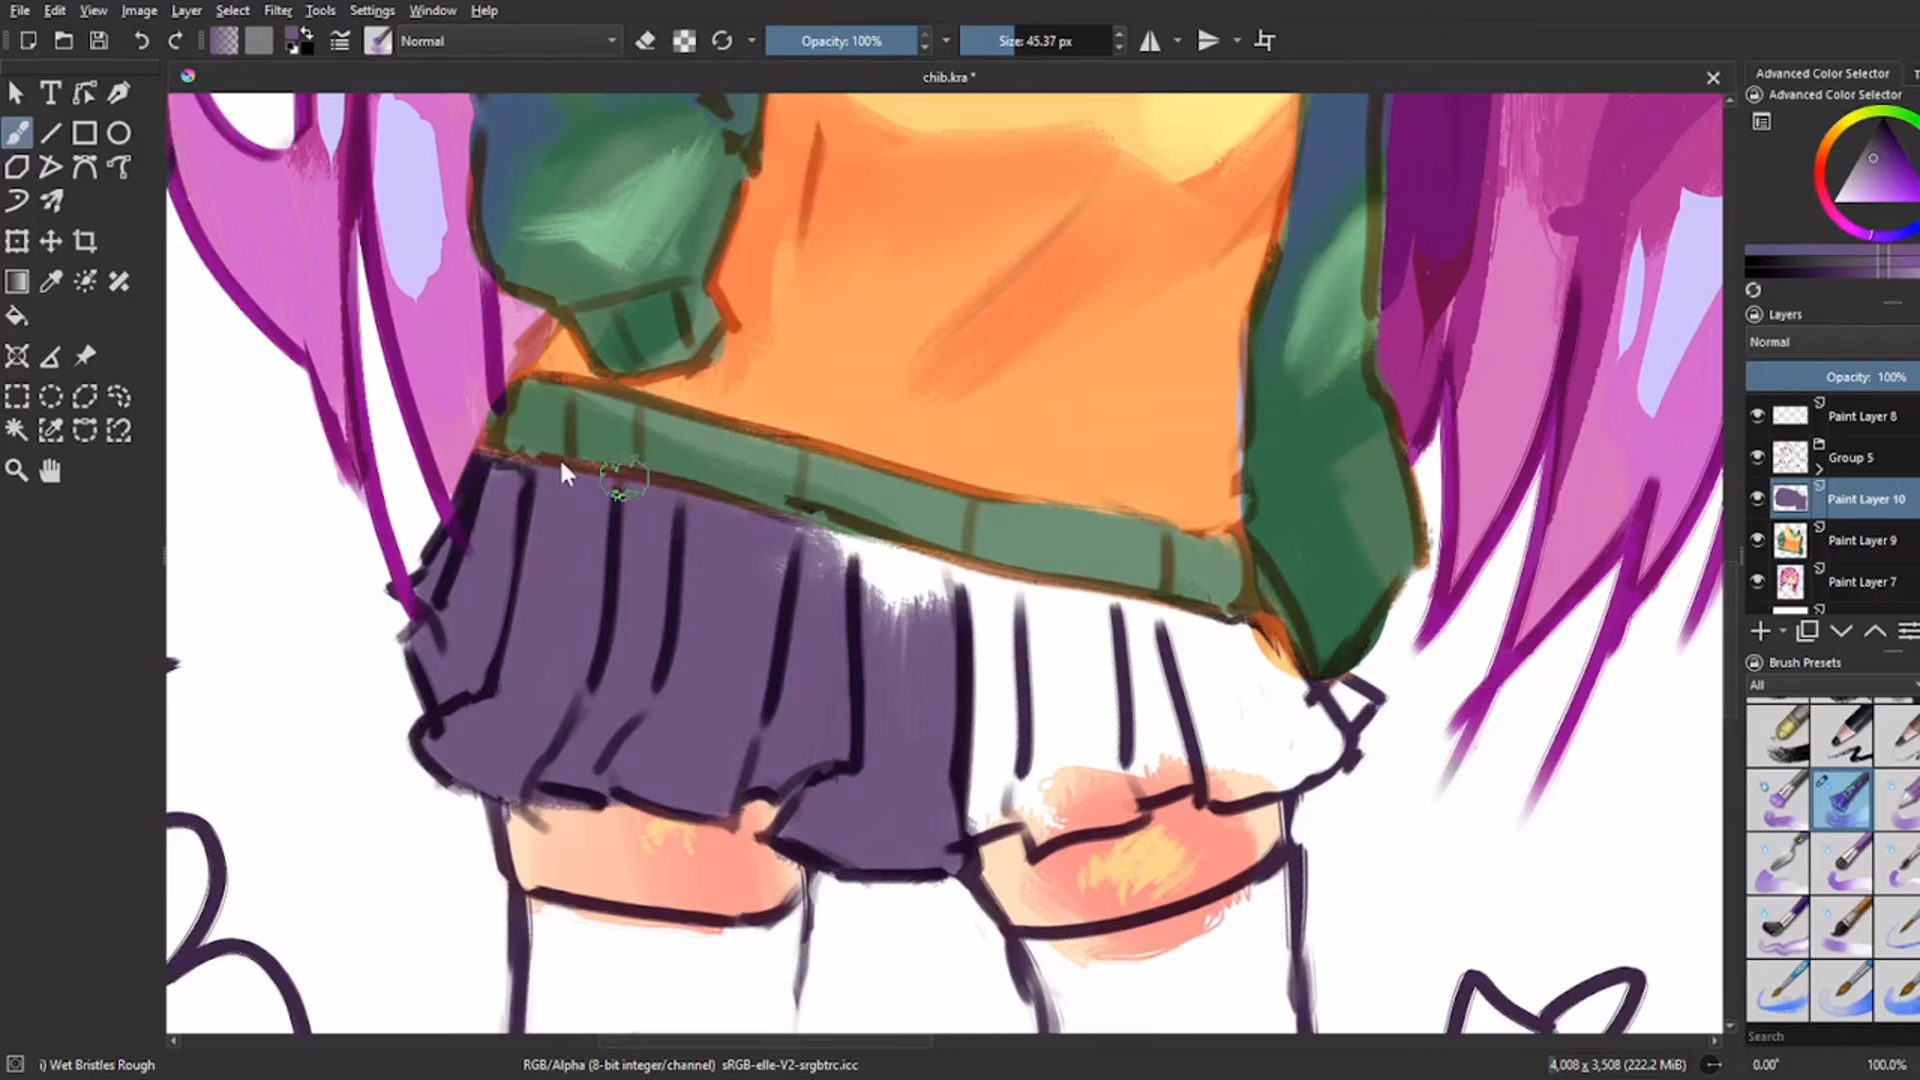 File Edit View Image Layer Select Filter Tools Settings Window Help
Normal
Opacity: 100%
Size: 45.37 px
chib.kra *
Advanced Color Selector
Advanced Color Selector
Layers
Normal
Opacity: 100%
Paint Layer 8
Group 5
Paint Layer 10
Paint Layer 9
Paint Layer 7
Brush Presets
All
Search
i) Wet Bristles Rough
RGB/Alpha (8-bit integer/channel) sRGB-elle-V2-srgbtrc.icc
4,008 x 3,508 (222.2 MiB)
0.00°
100.0%